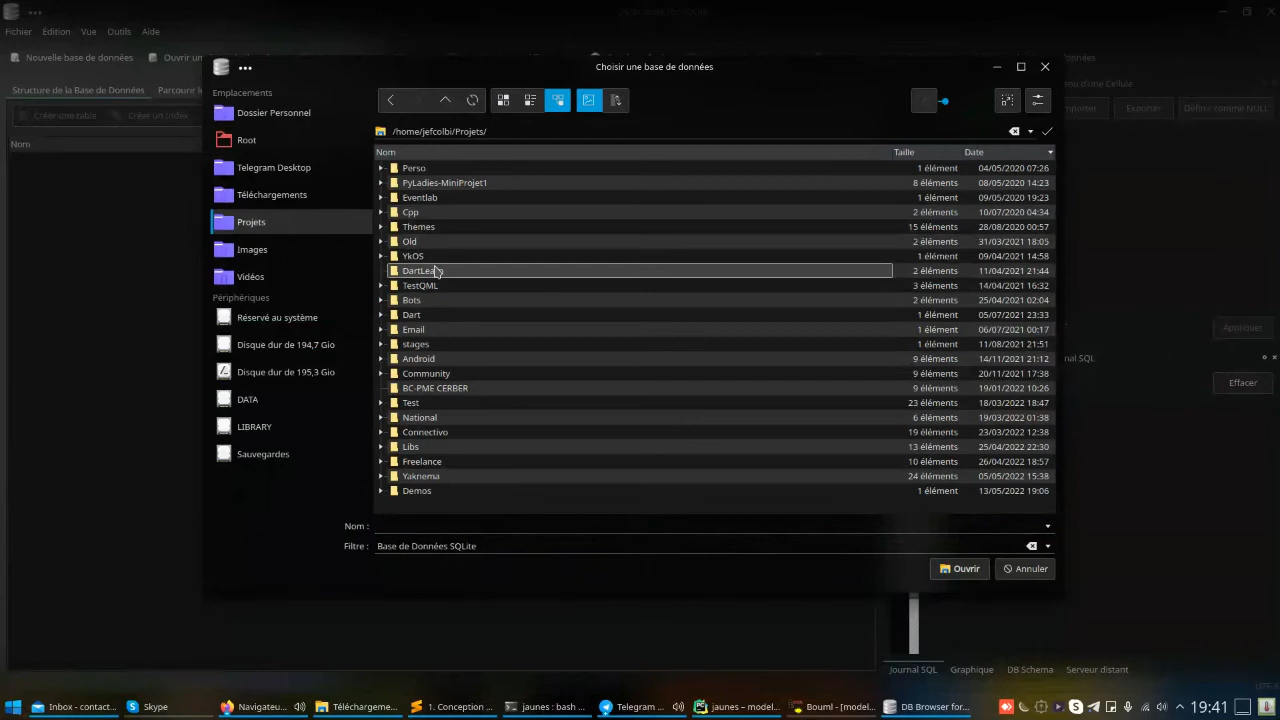 Fichier Édition Vue Outils Aide
Nouvelle base de données
Structure de la Base de Données
Créer une table Créer un Index
Exporter Définir comme NULL
Nom
Appliquer
Effacer
Choisir une base de données
Emplacements
Dossier Personnel
Root
Telegram Desktop
Téléchargements
Projets
Images
Vidéos
Périphériques
Réservé au système
Disque dur de 194,7 Gio
Disque dur de 195,3 Gio
DATA
LIBRARY
Sauvegardes
/home/jefcolbi/Projets/
Nom Taille Date
Perso 1 élément 04/05/2020 07:26
PyLadies-MiniProjet1 8 éléments 08/05/2020 14:23
Eventlab 1 élément 09/05/2020 19:23
Cpp 2 éléments 10/07/2020 04:34
Themes 15 éléments 28/08/2020 00:57
Old 2 éléments 31/03/2021 18:05
YkOS 1 élément 09/04/2021 14:58
DartLearn 2 éléments 11/04/2021 21:44
TestQML 3 éléments 14/04/2021 16:32
Bots 2 éléments 25/04/2021 02:04
Dart 1 élément 05/07/2021 23:33
Email 1 élément 06/07/2021 00:17
stages 1 élément 11/08/2021 21:51
Android 9 éléments 14/11/2021 21:12
Community 9 éléments 20/11/2021 17:38
BC-PME CERBER 9 éléments 19/01/2022 10:26
Test 23 éléments 18/03/2022 18:47
National 6 éléments 19/03/2022 01:38
Connectivo 19 éléments 23/03/2022 12:38
Libs 13 éléments 25/04/2022 22:30
Freelance 10 éléments 26/04/2022 18:57
Yaknema 24 éléments 05/05/2022 15:38
Demos 1 élément 13/05/2022 19:06
Nom :
Filtre : Base de Données SQLite
Ouvrir Annuler
Journal SQL Graphique DB Schema Serveur distant
Inbox - contact... Skype Navigateu... Téléchargeme... 1. Conception ... jaunes : bash ... Telegram ... jaunes – model... Bouml : [model... DB Browser for... 19:41